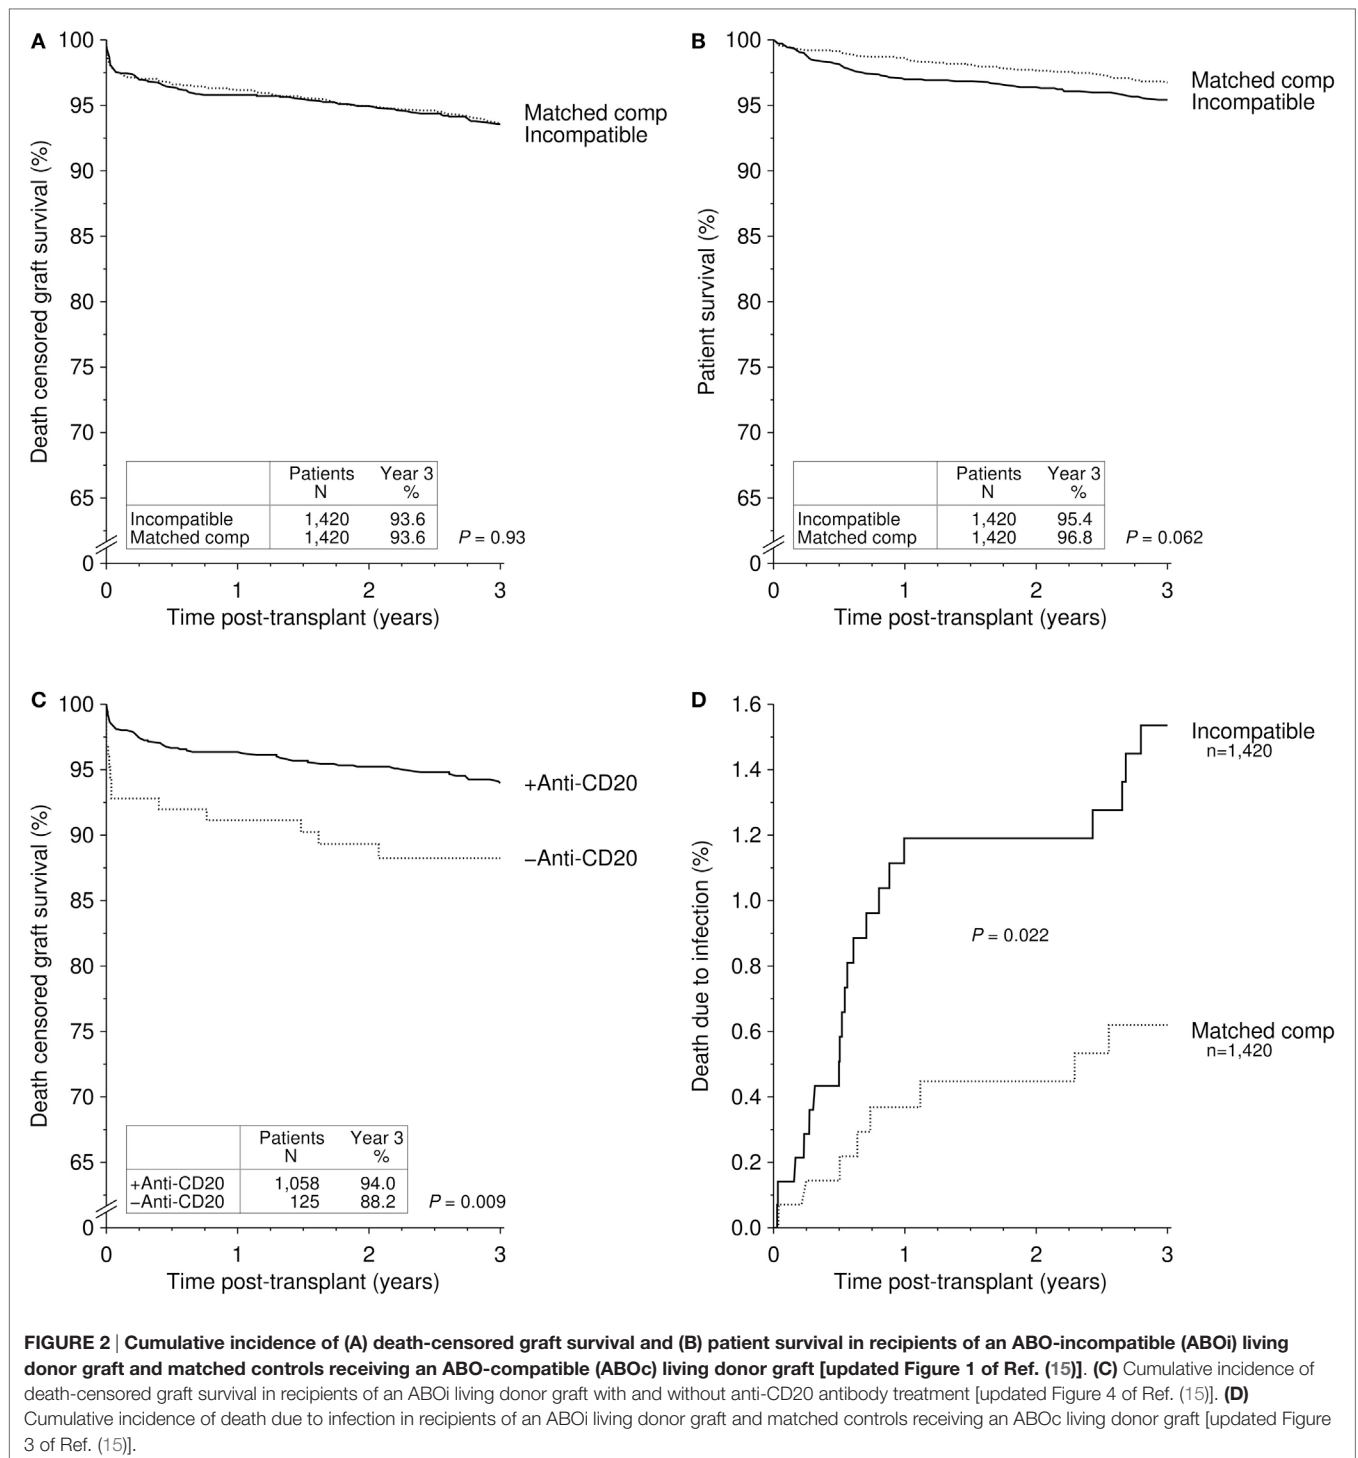 A
100
95
90
85
80
75
70
65
0
Death censored graft survival (%)
Matched comp
Incompatible
Patients Year 3
N %
Incompatible 1,420 93.6
Matched comp 1,420 93.6
P = 0.93
0 1 2 3
Time post-transplant (years)
B
100
95
90
85
80
75
70
65
0
Patient survival (%)
Matched comp
Incompatible
Patients Year 3
N %
Incompatible 1,420 95.4
Matched comp 1,420 96.8
P = 0.062
0 1 2 3
Time post-transplant (years)
C
100
95
90
85
80
75
70
65
0
Death censored graft survival (%)
+Anti-CD20
–Anti-CD20
Patients Year 3
N %
+Anti-CD20 1,058 94.0
–Anti-CD20 125 88.2
P = 0.009
0 1 2 3
Time post-transplant (years)
D
1.6
1.4
1.2
1.0
0.8
0.6
0.4
0.2
0.0
Death due to infection (%)
Incompatible
n=1,420
P = 0.022
Matched comp
n=1,420
0 1 2 3
Time post-transplant (years)
FIGURE 2 | Cumulative incidence of (A) death-censored graft survival and (B) patient survival in recipients of an ABO-incompatible (ABOi) living
donor graft and matched controls receiving an ABO-compatible (ABOc) living donor graft [updated Figure 1 of Ref. (15)]. (C) Cumulative incidence of
death-censored graft survival in recipients of an ABOi living donor graft with and without anti-CD20 antibody treatment [updated Figure 4 of Ref. (15)]. (D)
Cumulative incidence of death due to infection in recipients of an ABOi living donor graft and matched controls receiving an ABOc living donor graft [updated Figure
3 of Ref. (15)].